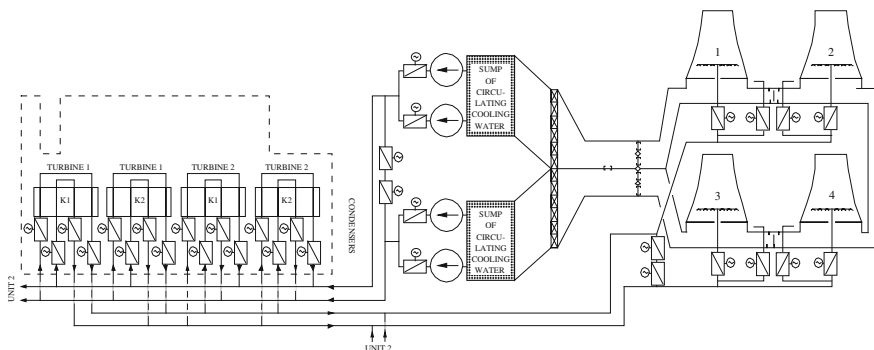 1
2
SUMP
OF
CIRCU-
LATING
COOLING
WATER
TURBINE 1
TURBINE 1
TURBINE 2
TURBINE 2
K1
K2
K1
K2
CONDENSERS
SUMP
OF
CIRCU-
LATING
COOLING
WATER
3
4
UNIT 2
UNIT 2